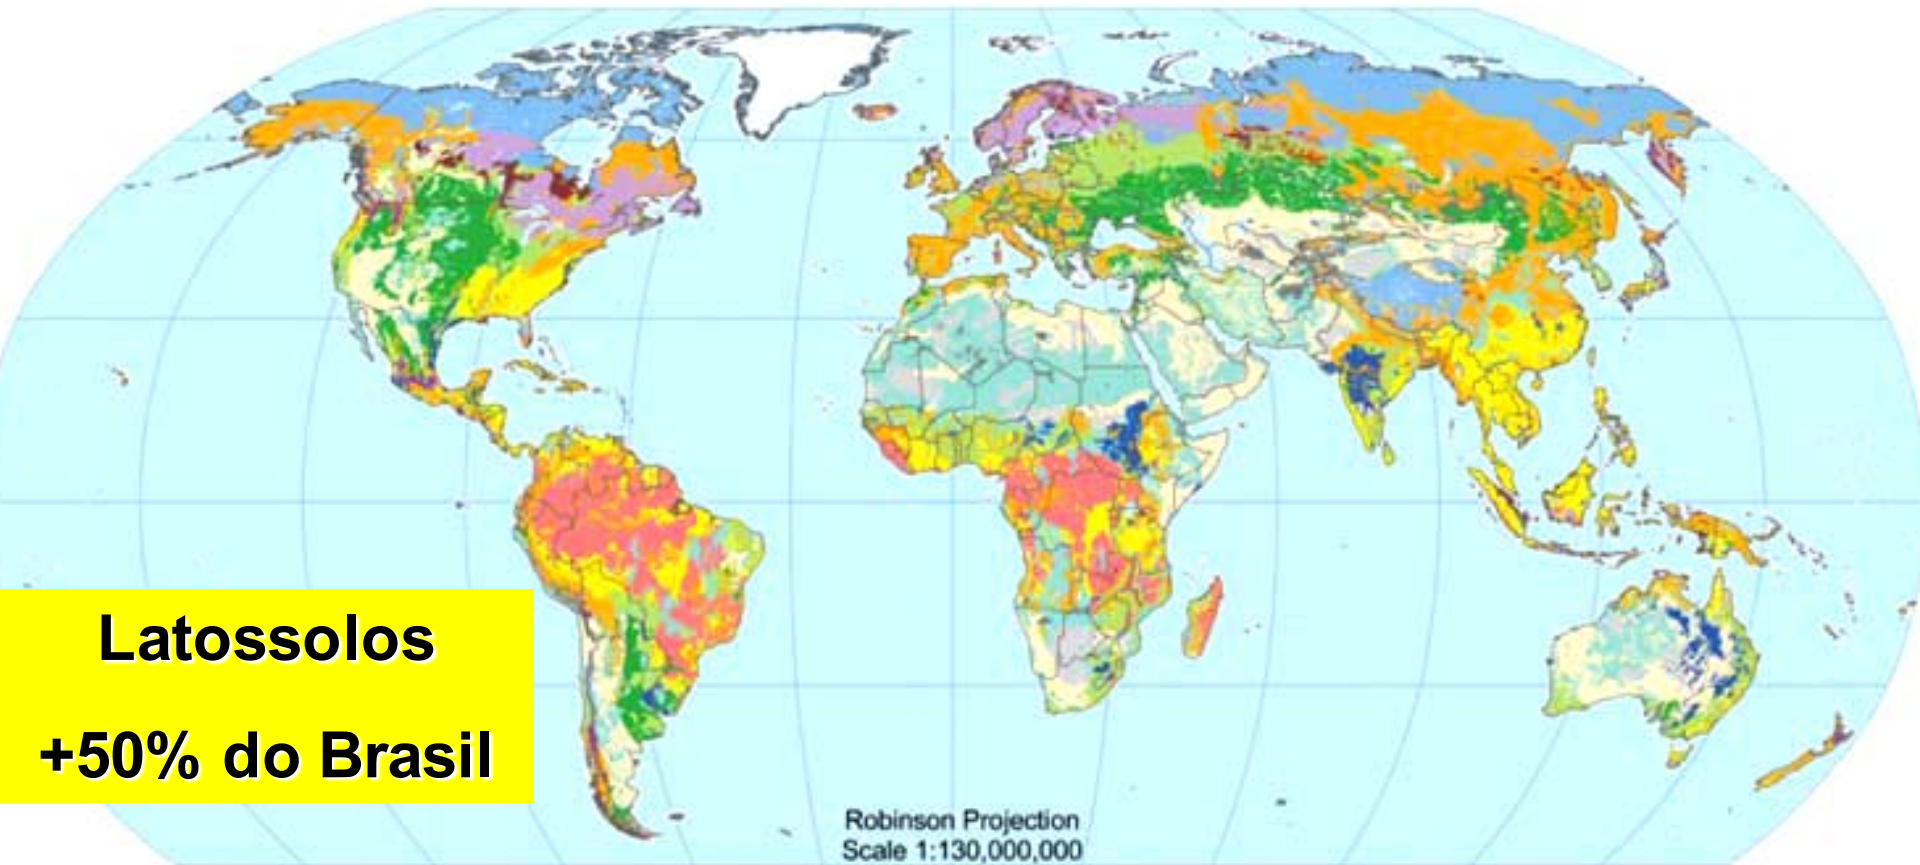 Latossolos
+50% do Brasil
Robinson Projection
Scale 1:130,000,000